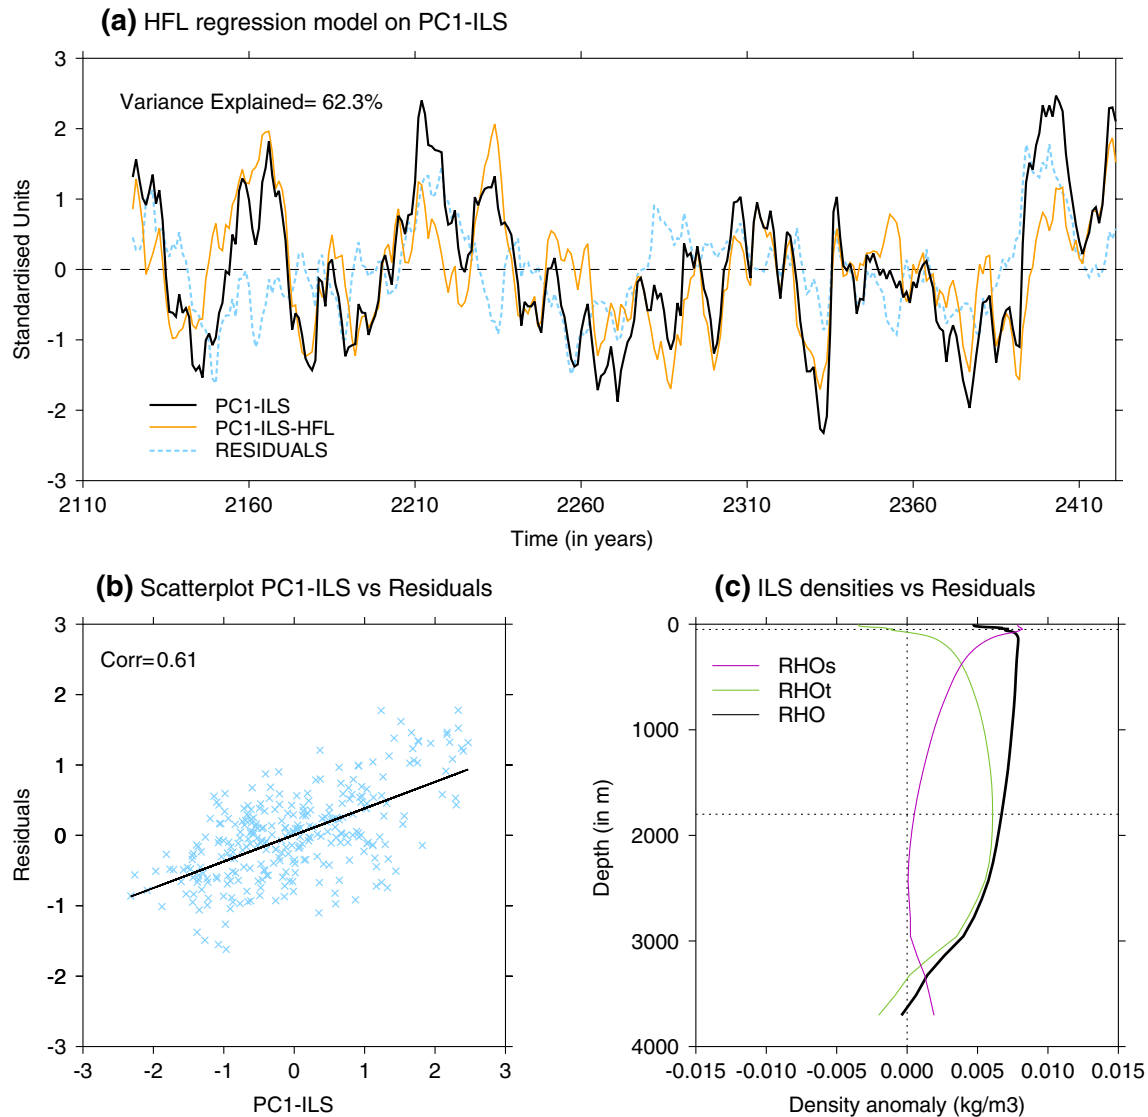 (a) HFL regression model on PC1-ILS
3
2
1
0
-1
-2
-3
Standardised Units
Variance Explained= 62.3%
PC1-ILS
PC1-ILS-HFL
RESIDUALS
2110 2160 2210 2260 2310 2360 2410
Time (in years)
(b) Scatterplot PC1-ILS vs Residuals
3
2
1
0
-1
-2
-3
Residuals
Corr=0.61
-3 -2 -1 0 1 2 3
PC1-ILS
(c) ILS densities vs Residuals
0
1000
2000
3000
4000
Depth (in m)
RHOs
RHOt
RHO
-0.015 -0.010 -0.005 0.000 0.005 0.010 0.015
Density anomaly (kg/m3)